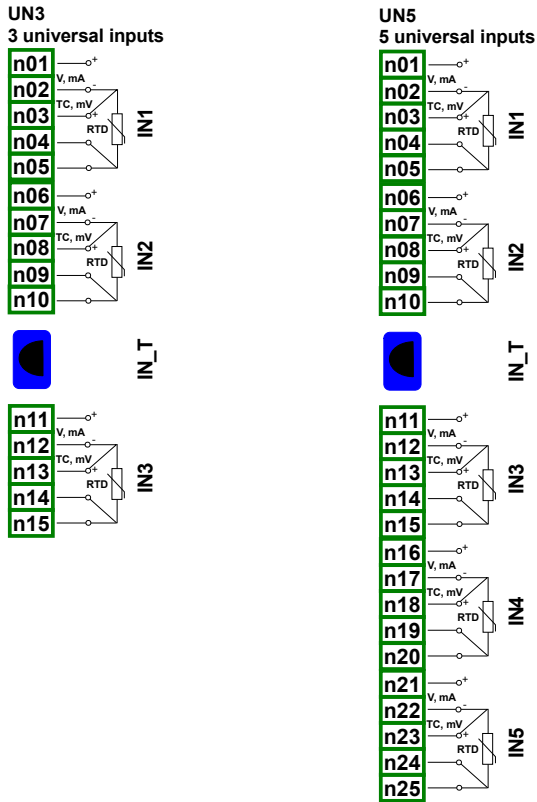 UN3
3 universal inputs
n01
+
V, mA
n02
-
TC, mV
n03
+
RTD
n04
n05
IN1
n06
+
V, mA
n07
-
TC, mV
n08
+
RTD
n09
n10
IN2
IN_T
n11
+
V, mA
n12
-
TC, mV
n13
+
RTD
n14
n15
IN3
UN5
5 universal inputs
n01
+
V, mA
n02
-
TC, mV
n03
+
RTD
n04
n05
IN1
n06
+
V, mA
n07
-
TC, mV
n08
+
RTD
n09
n10
IN2
IN_T
n11
+
V, mA
n12
-
TC, mV
n13
+
RTD
n14
n15
IN3
n16
+
V, mA
n17
-
TC, mV
n18
+
RTD
n19
n20
IN4
n21
+
V, mA
n22
-
TC, mV
n23
+
RTD
n24
n25
IN5